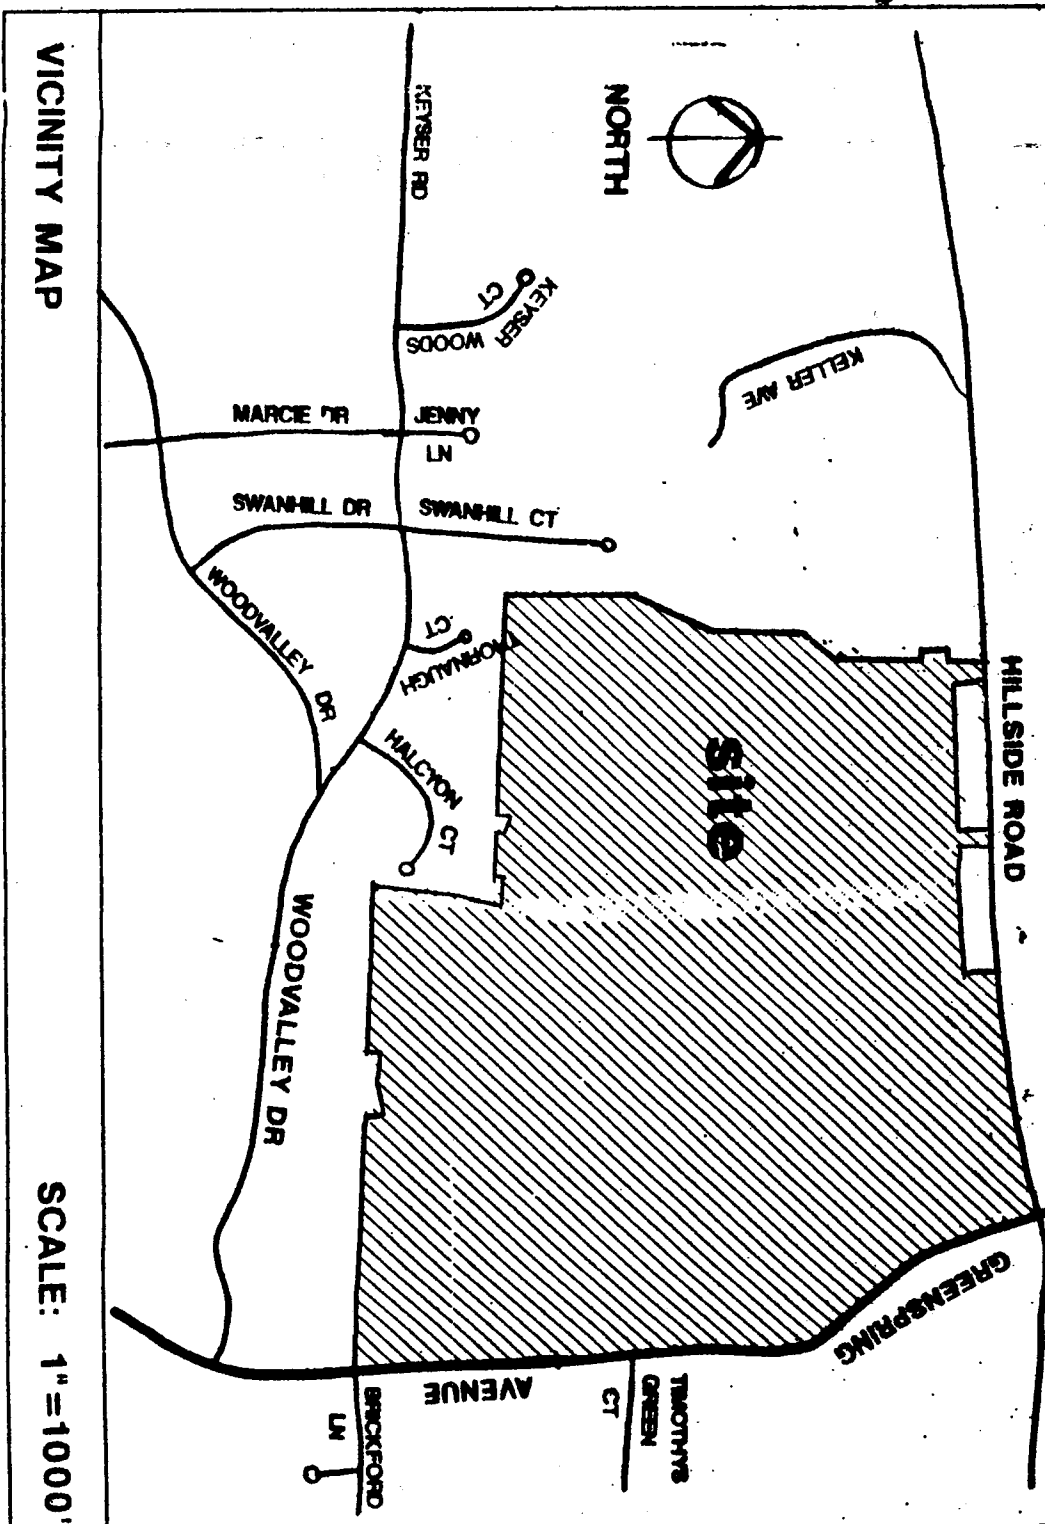 NORTH
HILLSIDE ROAD
KELLER AVE
KEYSER RD
KEYSER
WOODS
CT
JENNY
LN
MARCIE DR
SWANHILL CT
SWANHILL DR
WOODVALLEY DR
CT
HALCYON CT
Site
WOODVALLEY DR
GREENSPRING
AVENUE
TIMOTHYS
GREEN
CT
BRICKFORD
LN
VICINITY MAP
SCALE: 1"=1000'